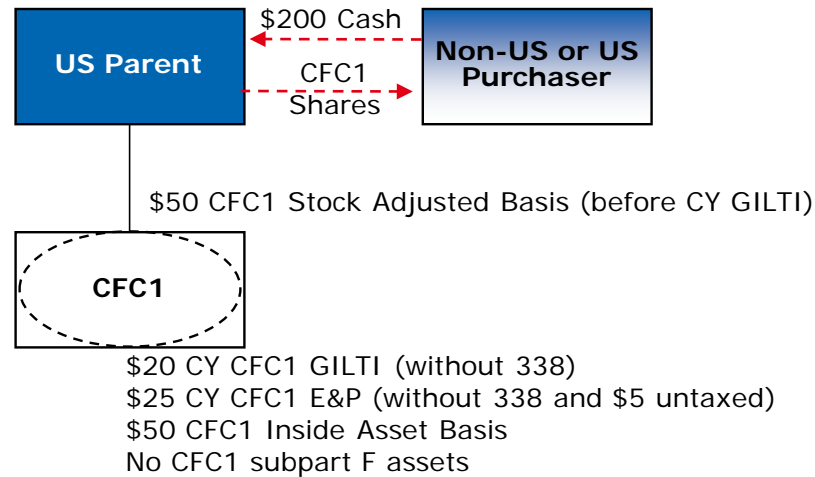 $200 Cash
US Parent
Non-US or US
Purchaser
CFC1
Shares
$50 CFC1 Stock Adjusted Basis (before CY GILTI)
CFC1
$20 CY CFC1 GILTI (without 338)
$25 CY CFC1 E&P (without 338 and $5 untaxed)
$50 CFC1 Inside Asset Basis
No CFC1 subpart F assets